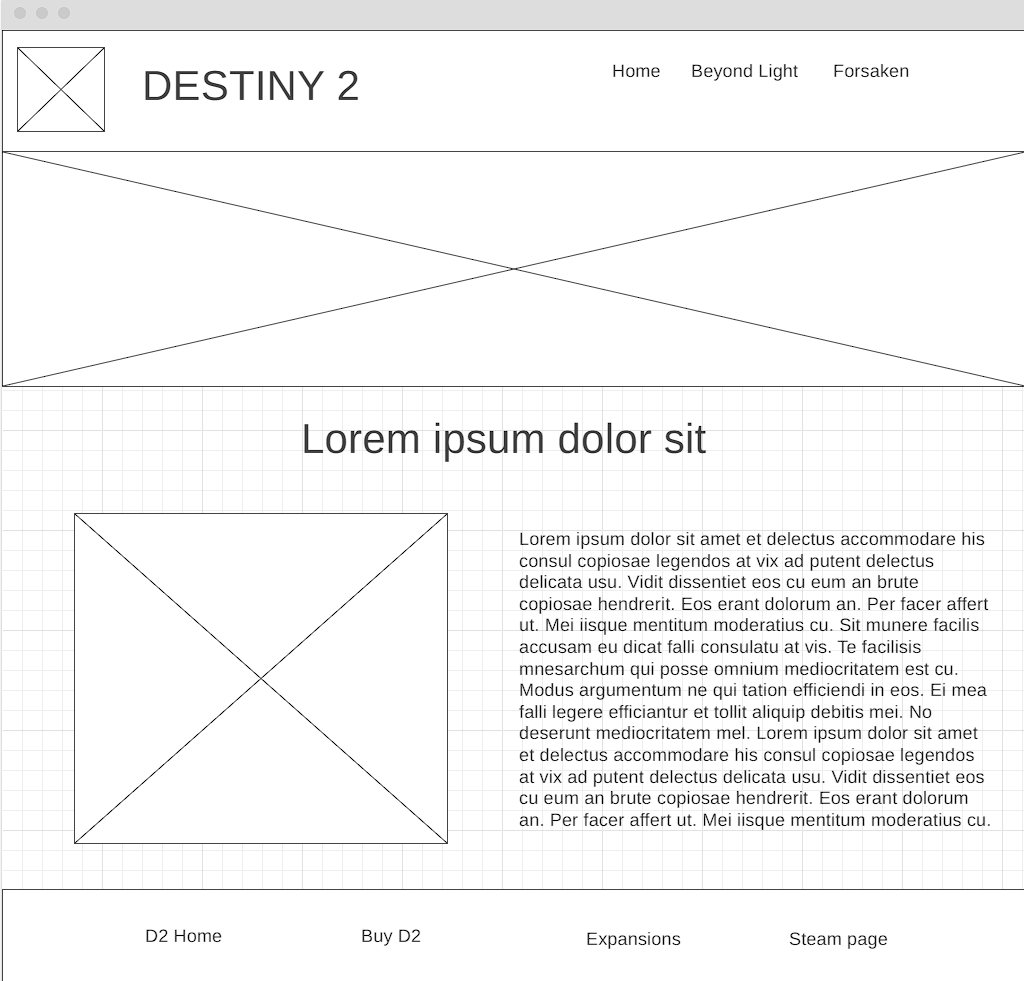 DESTINY 2
Home Beyond Light Forsaken
Lorem ipsum dolor sit
Lorem ipsum dolor sit amet et delectus accommodare his
consul copiosae legendos at vix ad putent delectus
delicata usu. Vidit dissentiet eos cu eum an brute
copiosae hendrerit. Eos erant dolorum an. Per facer affert
ut. Mei iisque mentitum moderatius cu. Sit munere facilis
accusam eu dicat falli consulatu at vis. Te facilisis
mnesarchum qui posse omnium mediocritatem est cu.
Modus argumentum ne qui tation efficiendi in eos. Ei mea
falli legere efficiantur et tollit aliquip debitis mei. No
deserunt mediocritatem mel. Lorem ipsum dolor sit amet
et delectus accommodare his consul copiosae legendos
at vix ad putent delectus delicata usu. Vidit dissentiet eos
cu eum an brute copiosae hendrerit. Eos erant dolorum
an. Per facer affert ut. Mei iisque mentitum moderatius cu.
D2 Home Buy D2 Expansions Steam page